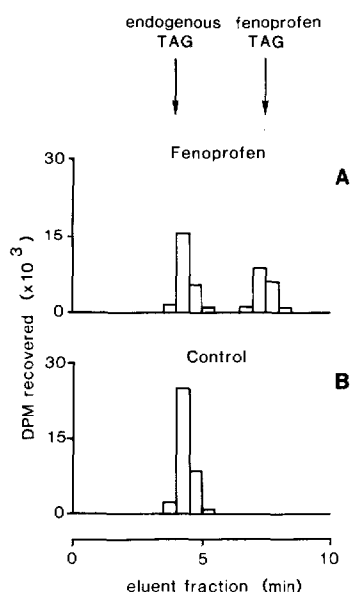 endogenous fenoprofen
TAG TAG
Fenoprofen
A
30
15
0
DPM recovered (x10³)
Control
B
30
15
0
0 5 10
eluent fraction (min)